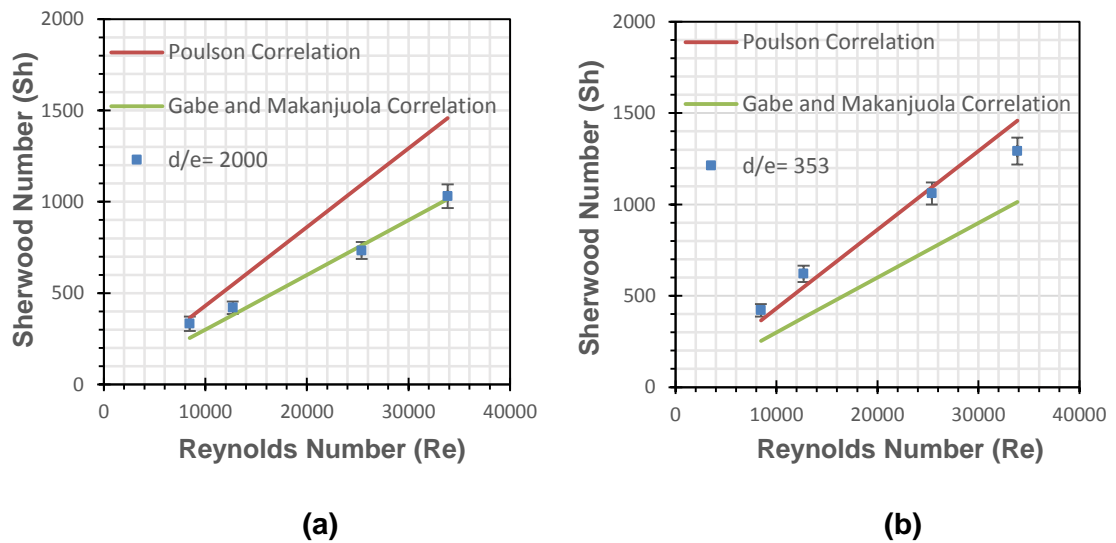 2000
1500
1000
500
0
Sherwood Number (Sh)
Poulson Correlation
Gabe and Makanjuola Correlation
d/e= 2000
0 10000 20000 30000 40000
Reynolds Number (Re)
(a)
2000
1500
1000
500
0
Sherwood Number (Sh)
Poulson Correlation
Gabe and Makanjuola Correlation
d/e= 353
0 10000 20000 30000 40000
Reynolds Number (Re)
(b)